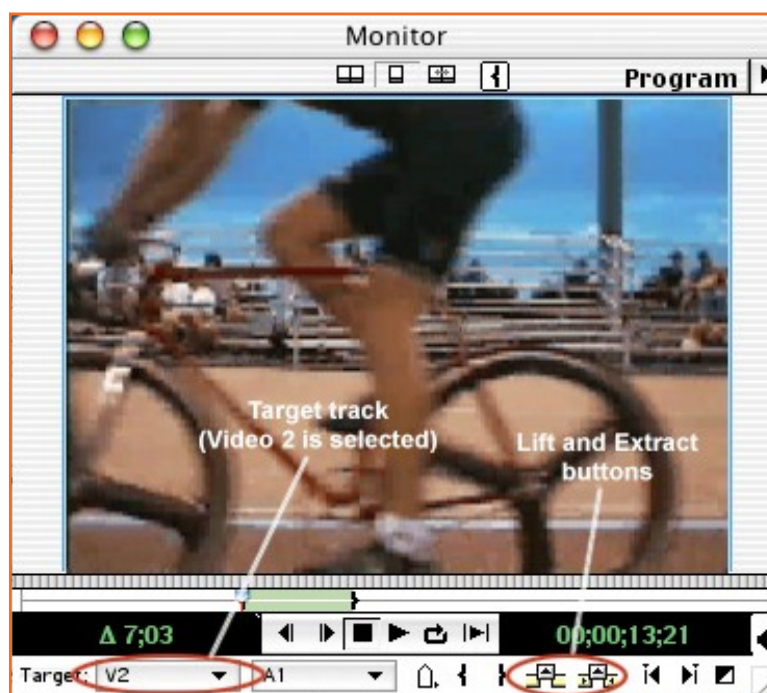 Monitor
Program
Target track
(Video 2 is selected)
Lift and Extract
buttons
Δ 7;03
00;00;13;21
Target: V2
A1